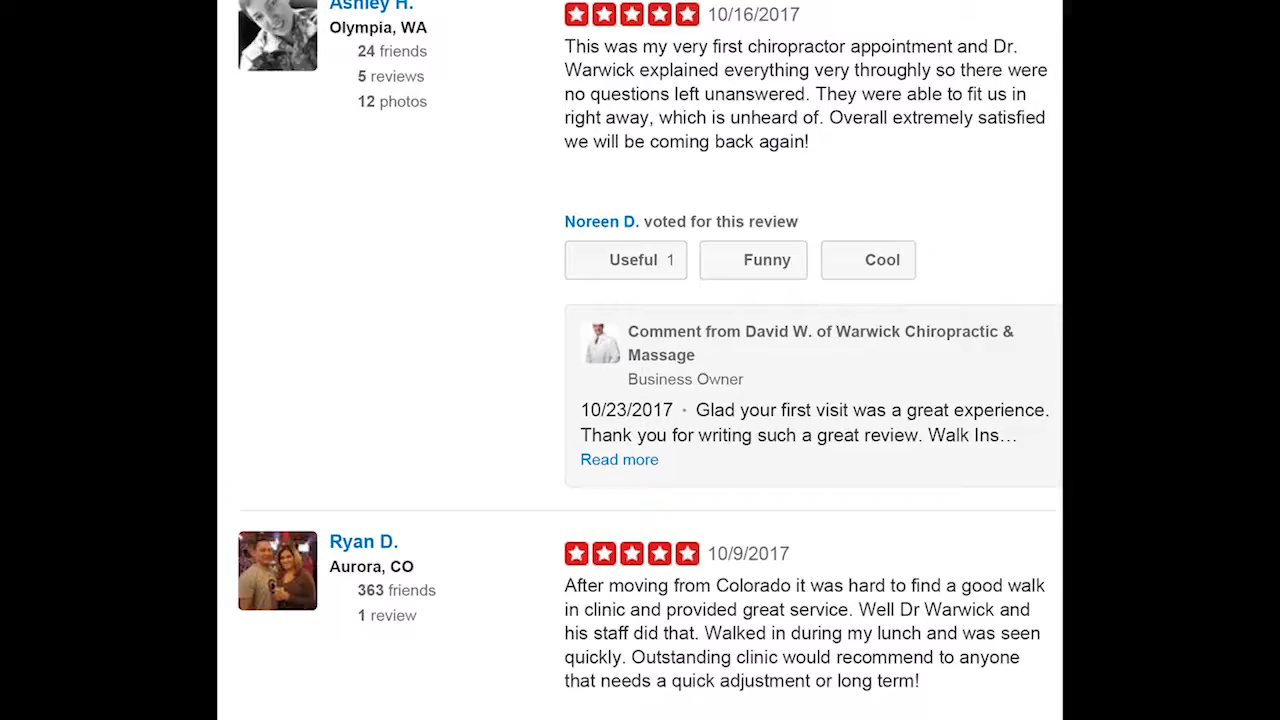 Ashley H.
Olympia, WA
24 friends
5 reviews
12 photos
10/16/2017
This was my very first chiropractor appointment and Dr.
Warwick explained everything very throughly so there were
no questions left unanswered. They were able to fit us in
right away, which is unheard of. Overall extremely satisfied
we will be coming back again!
Noreen D. voted for this review
Useful 1
Funny
Cool
Comment from David W. of Warwick Chiropractic &
Massage
Business Owner
10/23/2017 · Glad your first visit was a great experience.
Thank you for writing such a great review. Walk Ins…
Read more
Ryan D.
Aurora, CO
363 friends
1 review
10/9/2017
After moving from Colorado it was hard to find a good walk
in clinic and provided great service. Well Dr Warwick and
his staff did that. Walked in during my lunch and was seen
quickly. Outstanding clinic would recommend to anyone
that needs a quick adjustment or long term!